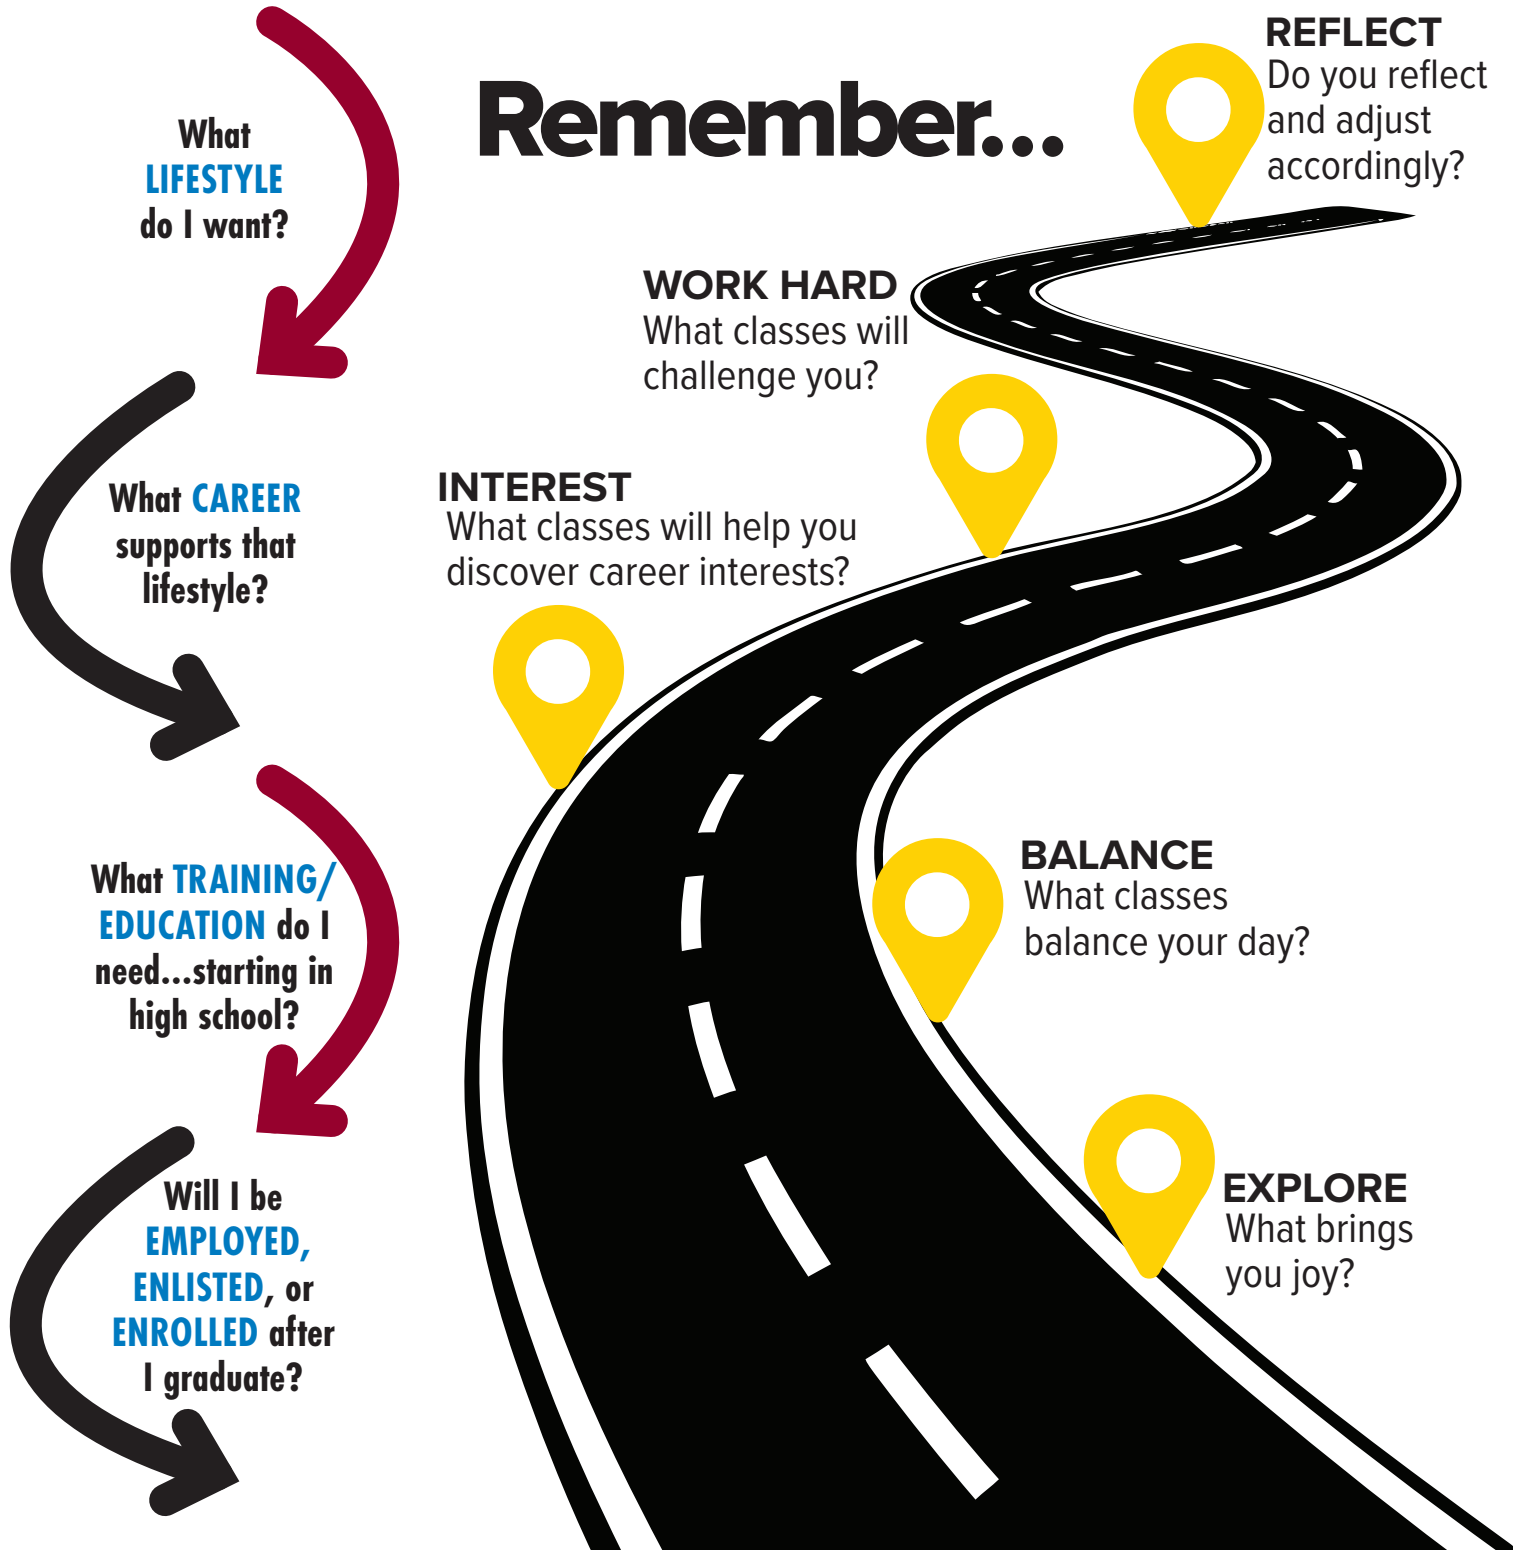 What
LIFESTYLE
do I want?
What CAREER
supports that
lifestyle?
What TRAINING/
EDUCATION do I
need...starting in
high school?
Will I be
EMPLOYED,
ENLISTED, or
ENROLLED after
I graduate?
Remember...
REFLECT
Do you reflect
and adjust
accordingly?
WORK HARD
What classes will
challenge you?
INTEREST
What classes will help you
discover career interests?
BALANCE
What classes
balance your day?
EXPLORE
What brings
you joy?